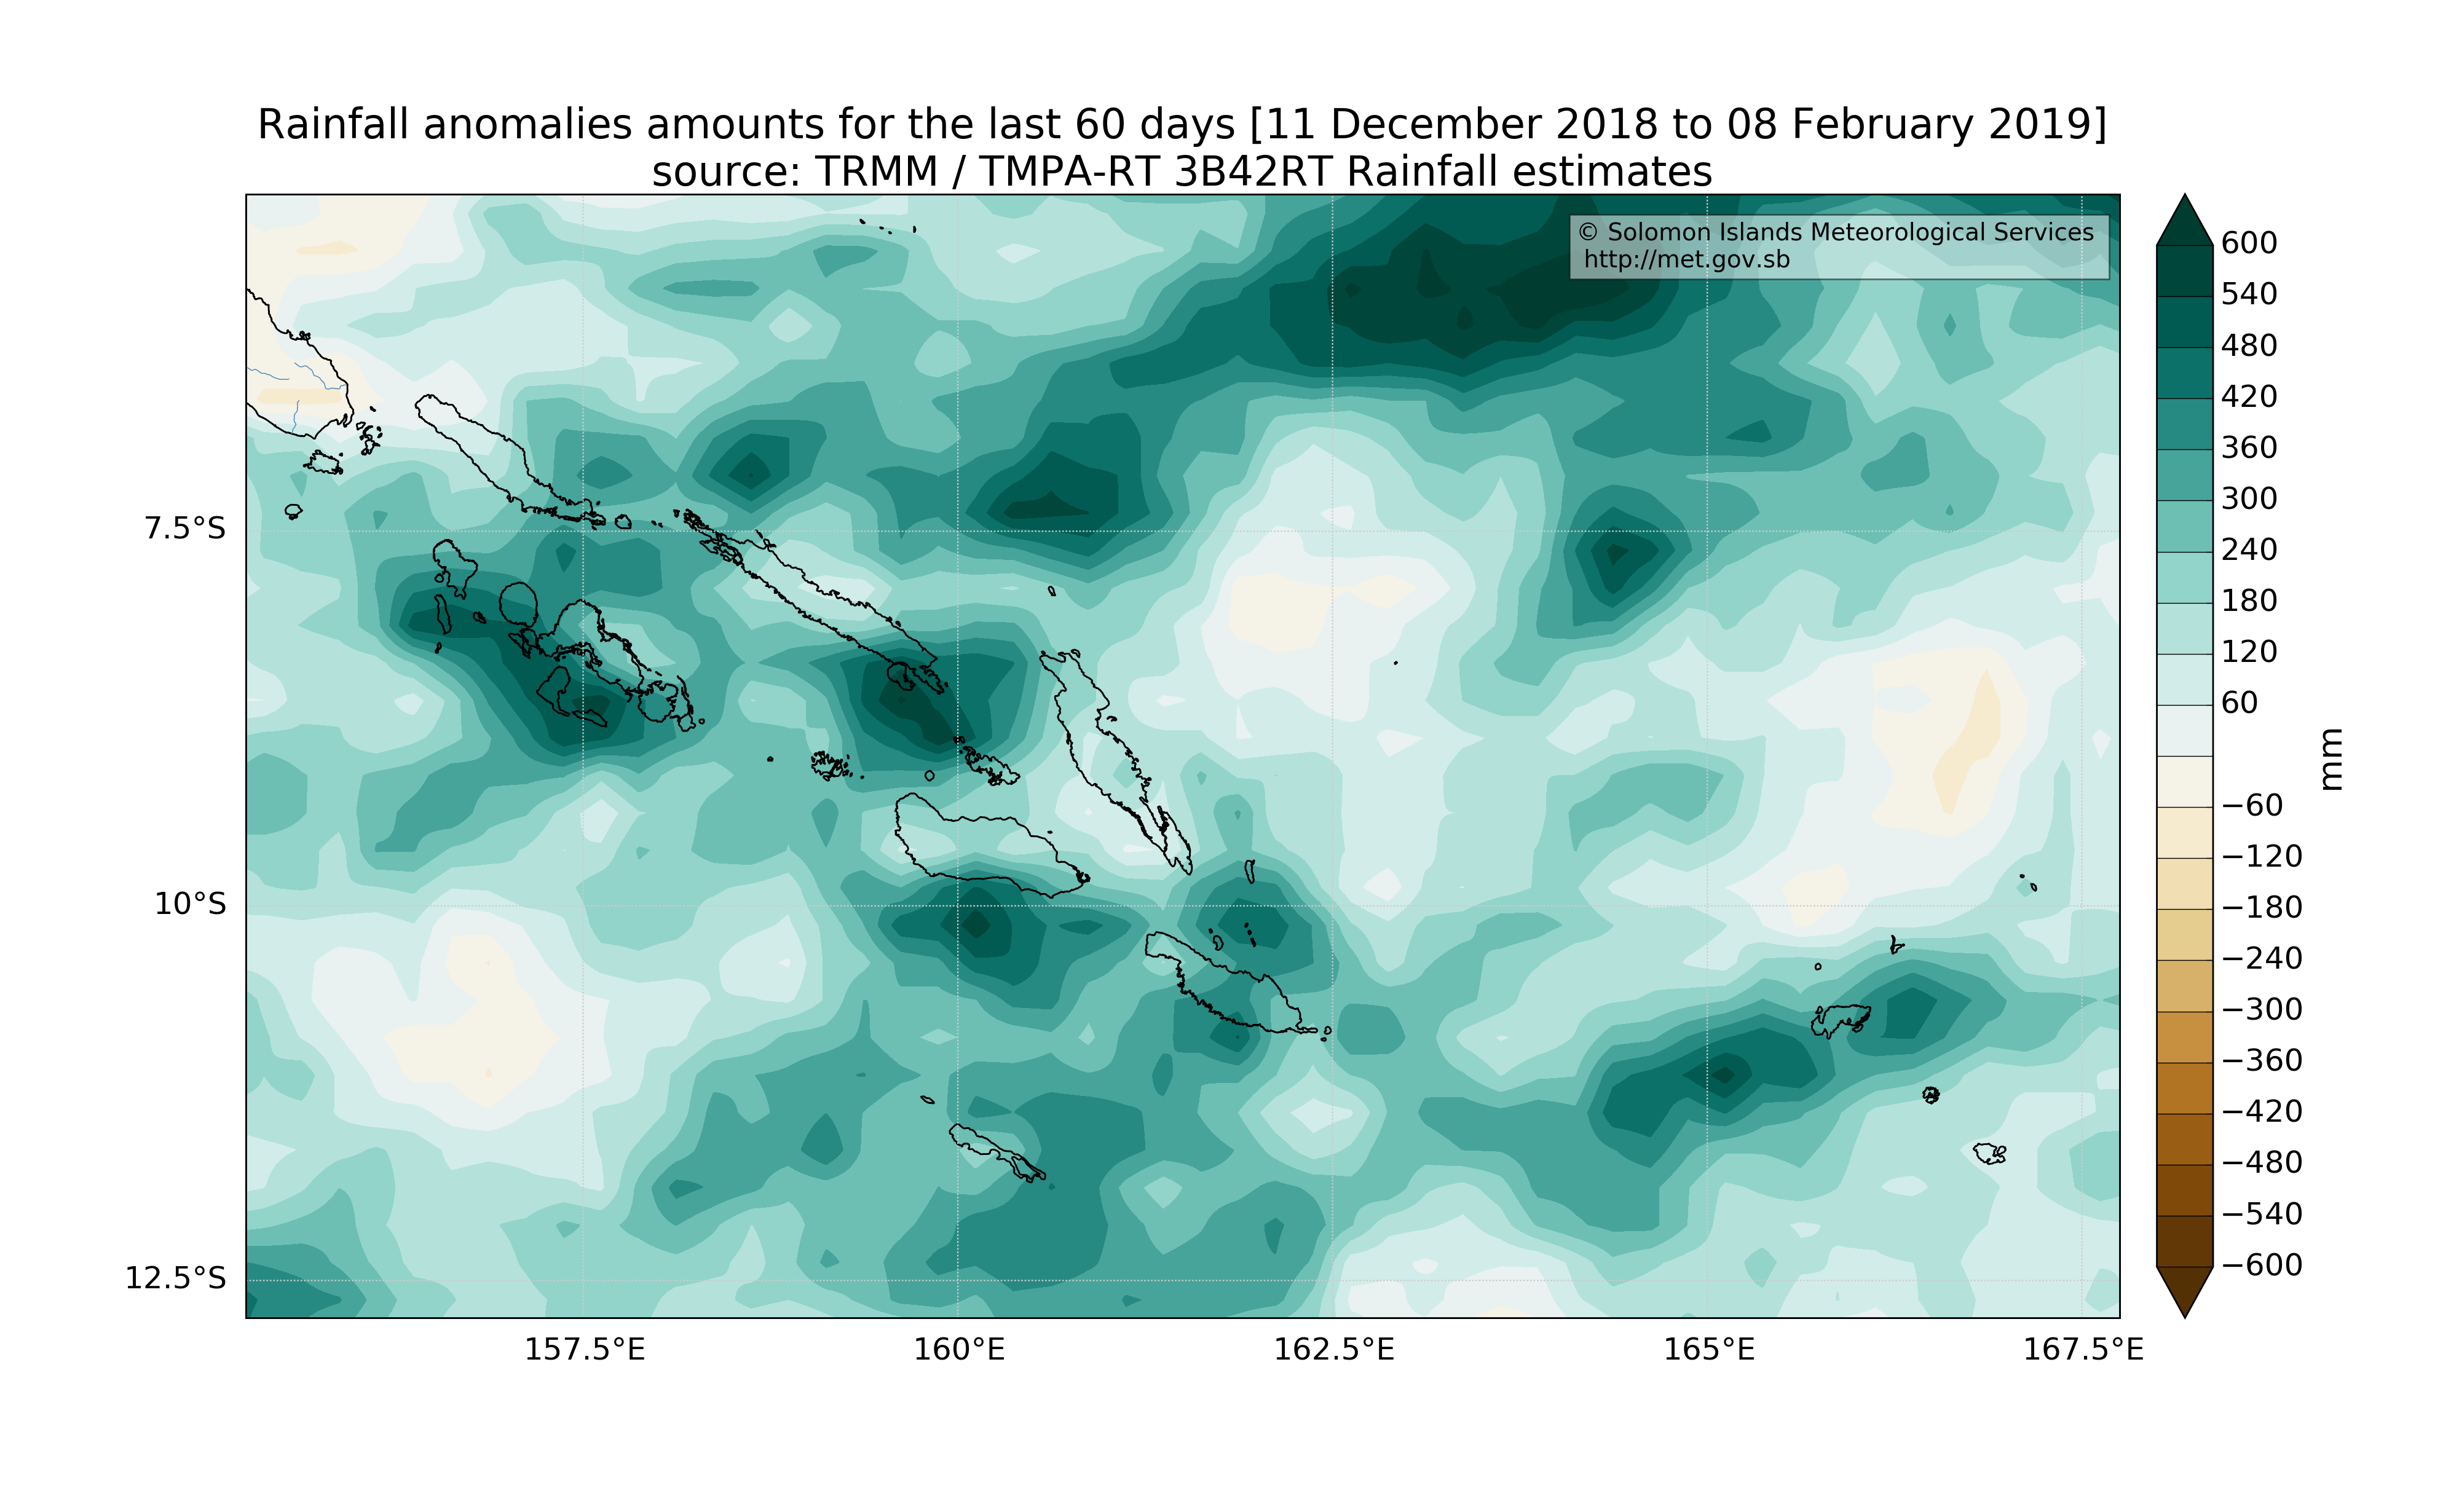 Rainfall anomalies amounts for the last 60 days [11 December 2018 to 08 February 2019]
source: TRMM / TMPA-RT 3B42RT Rainfall estimates
© Solomon Islands Meteorological Services
http://met.gov.sb
7.5°S
10°S
12.5°S
157.5°E
160°E
162.5°E
165°E
167.5°E
600
540
480
420
360
300
240
180
120
60
−60
−120
−180
−240
−300
−360
−420
−480
−540
−600
mm